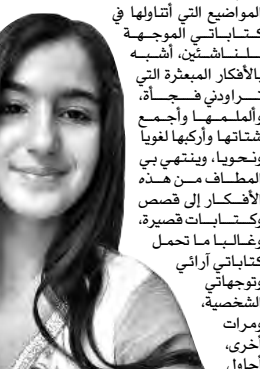 المواضيع التي أتناولها في
كتاباتي الموجهة
للناشئين، أشبه
بالأفكار المبعثرة التي
تراودني فجأة،
وألملمها وأجمع
شتاتها وأركبها لغويا
ونحويا، وينتهي بي
المطاف من هذه
الأفكار إلى قصص
وكتابات قصيرة،
وغالبا ما تحمل
كتاباتي آرائي
وتوجهاتي
الشخصية،
ومرات
أخرى،
أحاول